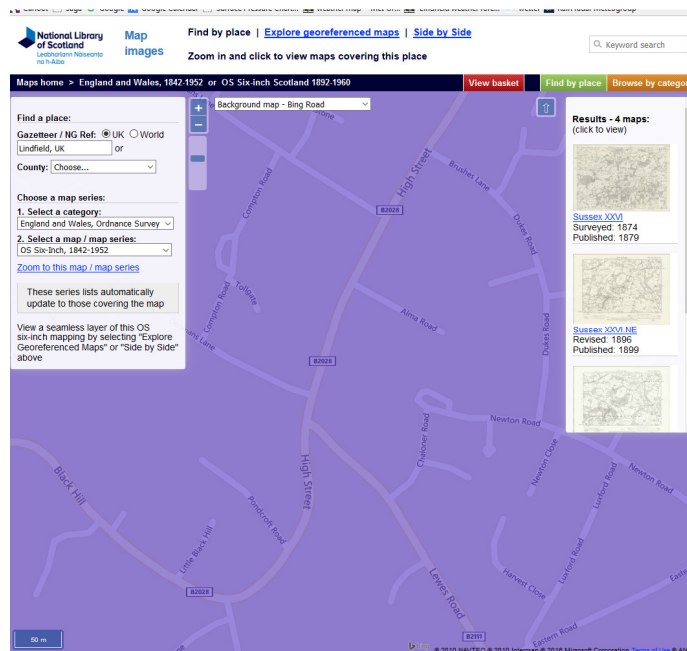 National Library
of Scotland
Leabharlann Nàiseanta
na h-Alba
Map
images
Find by place | Explore georeferenced maps | Side by Side
Zoom in and click to view maps covering this place
Keyword search
Maps home > England and Wales, 1842-1952 or OS Six-inch Scotland 1892-1960
View basket
Find by place
Browse by categor
Find a place:
Gazetteer / NG Ref: UK World
Lindfield, UK or
County: Choose...
Choose a map series:
1. Select a category:
England and Wales, Ordnance Survey
2. Select a map / map series:
OS Six-Inch, 1842-1952
Zoom to this map / map series
These series lists automatically
update to those covering the map
View a seamless layer of this OS
six-inch mapping by selecting "Explore
Georeferenced Maps" or "Side by Side"
above
+
Background map - Bing Road
−
Results - 4 maps:
(click to view)
Sussex XXVI
Surveyed: 1874
Published: 1879
Sussex XXVI.NE
Revised: 1896
Published: 1899
High Street
Brushes Lane
Compton Road
B2028
Dukes Road
Tollgate
Compton Road
Alma Road
Dukes Road
Lane
B2028
Chaloner Road
Newton Road
High Street
Newton Close
Newton Road
Black Hill
Pondcroft Road
Luxford Road
Little Black Hill
Luxford Road
Harvest Close
Lewes Road
B2028
Eastern Road
B2111
50 m